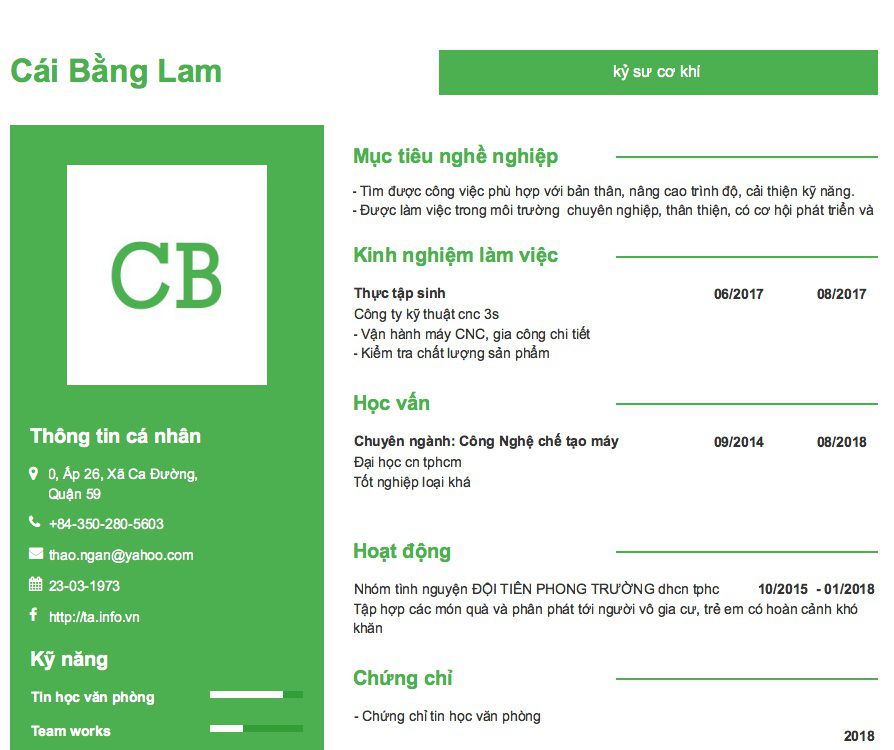 Cái Bằng Lam
kỷ sư cơ khí
CB
Thông tin cá nhân
0, Ấp 26, Xã Ca Đường,
Quận 59
+84-350-280-5603
thao.ngan@yahoo.com
23-03-1973
http://ta.info.vn
Kỹ năng
Tin học văn phòng
Team works
Mục tiêu nghề nghiệp
- Tìm được công việc phù hợp với bản thân, nâng cao trình độ, cải thiện kỹ năng.
- Được làm việc trong môi trường chuyên nghiệp, thân thiện, có cơ hội phát triển và
Kinh nghiệm làm việc
Thực tập sinh 06/2017 08/2017
Công ty kỹ thuật cnc 3s
- Vận hành máy CNC, gia công chi tiết
- Kiểm tra chất lượng sản phẩm
Học vấn
Chuyên ngành: Công Nghệ chế tạo máy 09/2014 08/2018
Đại học cn tphcm
Tốt nghiệp loại khá
Hoạt động
Nhóm tình nguyện ĐỘI TIÊN PHONG TRƯỜNG dhcn tphc 10/2015 - 01/2018
Tập hợp các món quà và phân phát tới người vô gia cư, trẻ em có hoàn cảnh khó
khăn
Chứng chỉ
- Chứng chỉ tin học văn phòng
2018